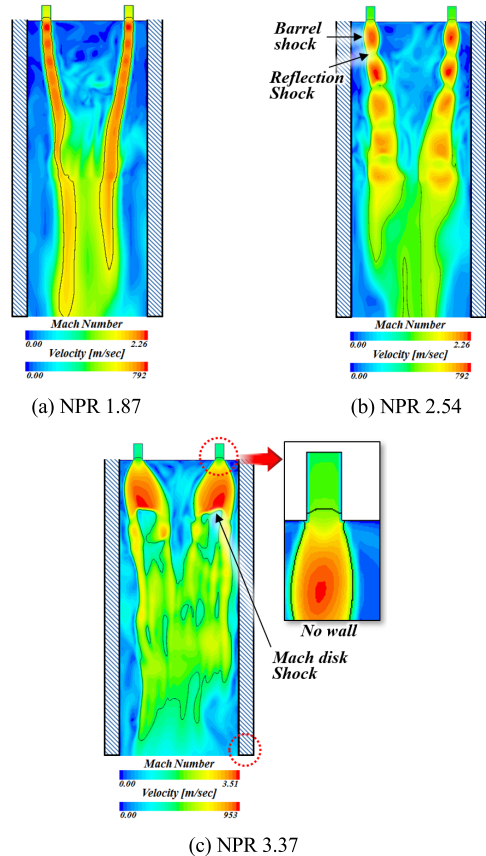 Barrel
shock
Reflection
Shock
Mach Number
0.00 2.26
Velocity [m/sec]
0.00 792
(a) NPR 1.87
Mach Number
0.00 2.26
Velocity [m/sec]
0.00 792
(b) NPR 2.54
No wall
Mach disk
Shock
Mach Number
0.00 3.51
Velocity [m/sec]
0.00 953
(c) NPR 3.37